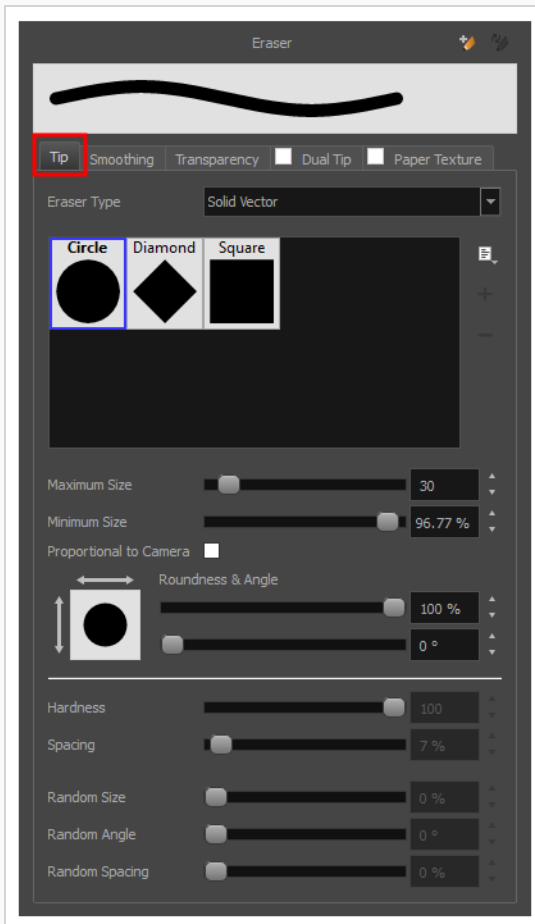 Eraser
Tip Smoothing Transparency Dual Tip Paper Texture
Eraser Type Solid Vector
Circle Diamond Square
Maximum Size 30
Minimum Size 96.77 %
Proportional to Camera
Roundness & Angle
100 %
0 °
Hardness 100
Spacing 7 %
Random Size 0 %
Random Angle 0 °
Random Spacing 0 %